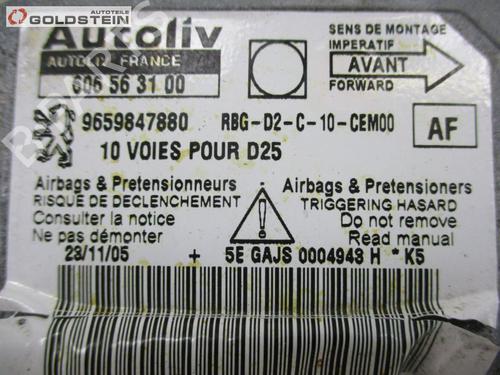 Autoteile
GOLDSTEIN
Autoliv
AUTOLIV FRANCE
606 56 31 00
SENS DE MONTAGE
IMPERATIF
AVANT
FORWARD
9659847880 RBG-D2-C-10-CEM00
AF
10 VOIES POUR D25
Airbags & Pretensionneurs
RISQUE DE DECLENCHEMENT
Consulter la notice
Ne pas démonter
Airbags & Pretensioners
TRIGGERING HASARD
Do not remove
Read manual
23/11/05 + 5E GAJS 0004943 H *K5